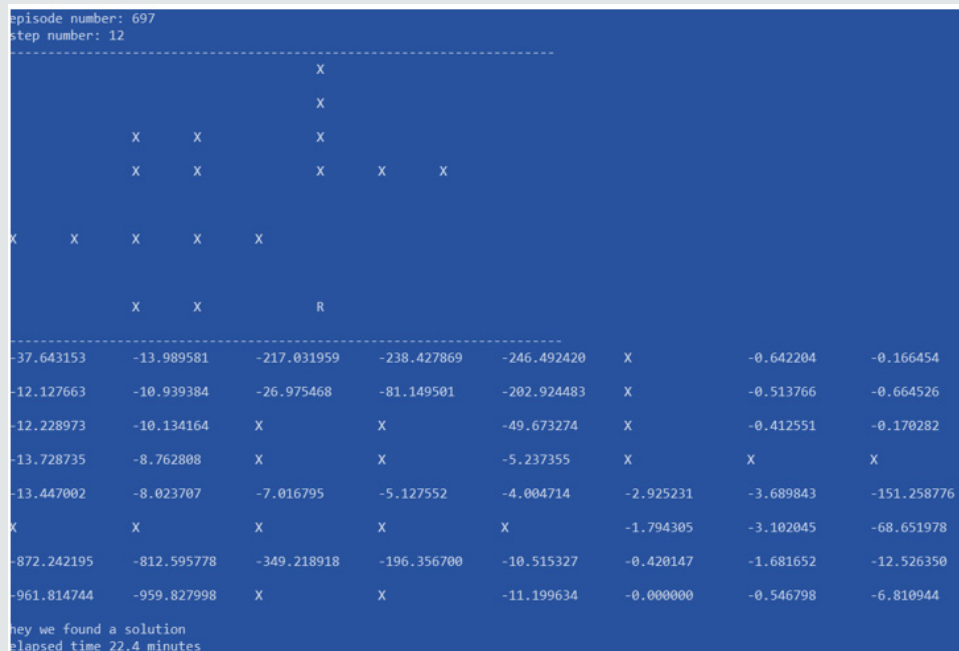 episode number: 697
step number: 12
------------------------------------------------------------------------
X
X
X X X
X X X X X
X X X X X
X X R
-------------------------------------------------------------------------
-37.643153 -13.989581 -217.031959 -238.427869 -246.492420 X -0.642204 -0.166454
-12.127663 -10.939384 -26.975468 -81.149501 -202.924483 X -0.513766 -0.664526
-12.228973 -10.134164 X X -49.673274 X -0.412551 -0.170282
-13.728735 -8.762808 X X -5.237355 X X X
-13.447002 -8.023707 -7.016795 -5.127552 -4.004714 -2.925231 -3.689843 -151.258776
X X X X X -1.794305 -3.102045 -68.651978
-872.242195 -812.595778 -349.218918 -196.356700 -10.515327 -0.420147 -1.681652 -12.526350
-961.814744 -959.827998 X X -11.199634 -0.000000 -0.546798 -6.810944
hey we found a solution
elapsed time 22.4 minutes